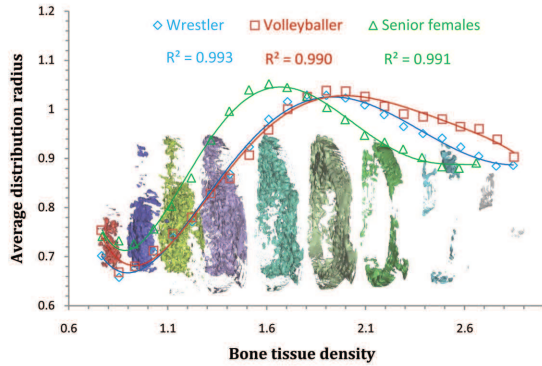 1.2
Wrestler Volleyballer Senior females
R² = 0.993 R² = 0.990 R² = 0.991
1.1
1
0.9
0.8
0.7
0.6
Average distribution radius
0.6 1.1 1.6 2.1 2.6
Bone tissue density